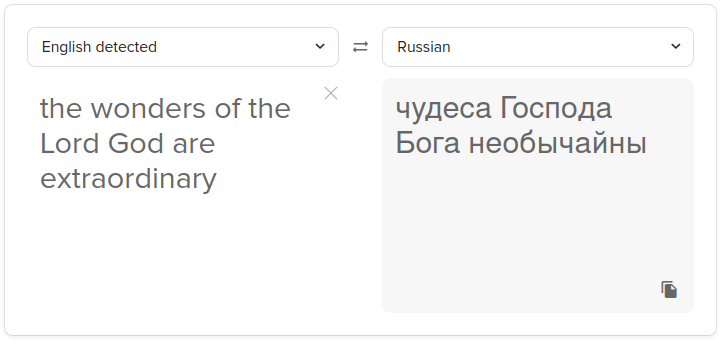 English detected
Russian
the wonders of the
Lord God are
extraordinary
чудеса Господа
Бога необычайны